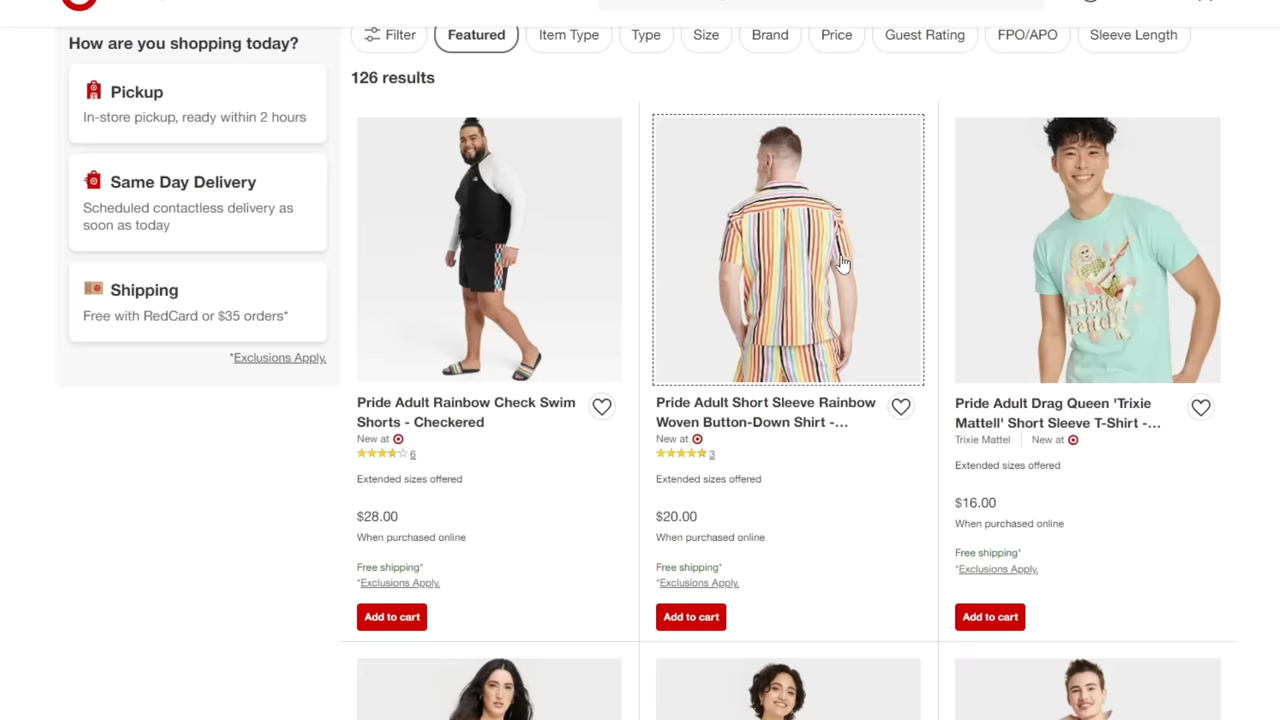 How are you shopping today?
Pickup
In-store pickup, ready within 2 hours
Same Day Delivery
Scheduled contactless delivery as
soon as today
Shipping
Free with RedCard or $35 orders*
*Exclusions Apply.
Filter
Featured
Item Type
Type
Size
Brand
Price
Guest Rating
FPO/APO
Sleeve Length
126 results
Pride Adult Rainbow Check Swim
Shorts - Checkered
New at
6
Extended sizes offered
$28.00
When purchased online
Free shipping*
*Exclusions Apply.
Add to cart
Pride Adult Short Sleeve Rainbow
Woven Button-Down Shirt -...
New at
3
Extended sizes offered
$20.00
When purchased online
Free shipping*
*Exclusions Apply.
Add to cart
trixie
mattel
Pride Adult Drag Queen 'Trixie
Mattell' Short Sleeve T-Shirt -...
Trixie Mattel
New at
Extended sizes offered
$16.00
When purchased online
Free shipping*
*Exclusions Apply.
Add to cart